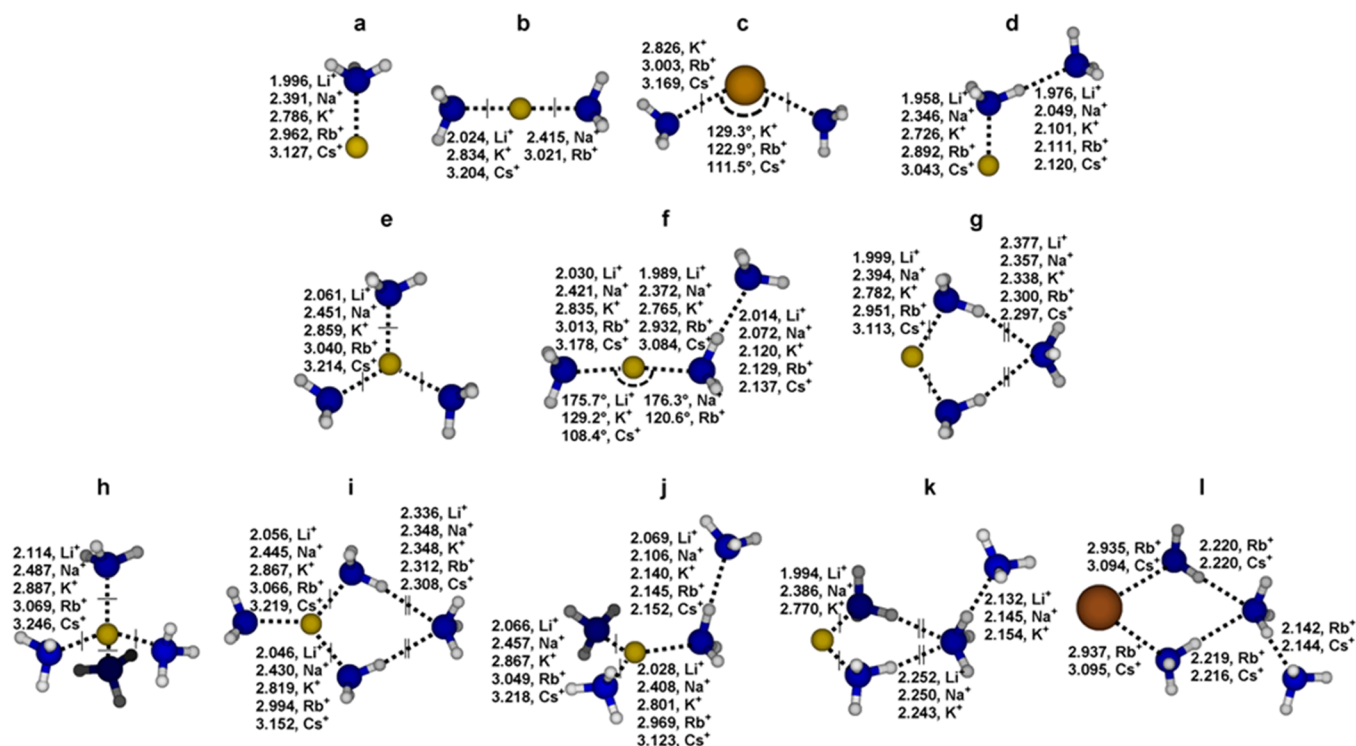 a
1.996, Li⁺
2.391, Na⁺
2.786, K⁺
2.962, Rb⁺
3.127, Cs⁺
b
2.024, Li⁺
2.834, K⁺
3.204, Cs⁺
2.415, Na⁺
3.021, Rb⁺
c
2.826, K⁺
3.003, Rb⁺
3.169, Cs⁺
129.3°, K⁺
122.9°, Rb⁺
111.5°, Cs⁺
d
1.958, Li⁺
2.346, Na⁺
2.726, K⁺
2.892, Rb⁺
3.043, Cs⁺
1.976, Li⁺
2.049, Na⁺
2.101, K⁺
2.111, Rb⁺
2.120, Cs⁺
e
2.061, Li⁺
2.451, Na⁺
2.859, K⁺
3.040, Rb⁺
3.214, Cs⁺
f
2.030, Li⁺
2.421, Na⁺
2.835, K⁺
3.013, Rb⁺
3.178, Cs⁺
1.989, Li⁺
2.372, Na⁺
2.765, K⁺
2.932, Rb⁺
3.084, Cs⁺
2.014, Li⁺
2.072, Na⁺
2.120, K⁺
2.129, Rb⁺
2.137, Cs⁺
175.7°, Li⁺
129.2°, K⁺
108.4°, Cs⁺
176.3°, Na⁺
120.6°, Rb⁺
g
1.999, Li⁺
2.394, Na⁺
2.782, K⁺
2.951, Rb⁺
3.113, Cs⁺
2.377, Li⁺
2.357, Na⁺
2.338, K⁺
2.300, Rb⁺
2.297, Cs⁺
h
2.114, Li⁺
2.487, Na⁺
2.887, K⁺
3.069, Rb⁺
3.246, Cs⁺
i
2.056, Li⁺
2.445, Na⁺
2.867, K⁺
3.066, Rb⁺
3.219, Cs⁺
2.336, Li⁺
2.348, Na⁺
2.348, K⁺
2.312, Rb⁺
2.308, Cs⁺
2.046, Li⁺
2.430, Na⁺
2.819, K⁺
2.994, Rb⁺
3.152, Cs⁺
j
2.069, Li⁺
2.106, Na⁺
2.140, K⁺
2.145, Rb⁺
2.152, Cs⁺
2.066, Li⁺
2.457, Na⁺
2.867, K⁺
3.049, Rb⁺
3.218, Cs⁺
2.028, Li⁺
2.408, Na⁺
2.801, K⁺
2.969, Rb⁺
3.123, Cs⁺
k
1.994, Li⁺
2.386, Na⁺
2.770, K⁺
2.132, Li⁺
2.145, Na⁺
2.154, K⁺
2.252, Li⁺
2.250, Na⁺
2.243, K⁺
l
2.935, Rb⁺
3.094, Cs⁺
2.220, Rb⁺
2.220, Cs⁺
2.937, Rb⁺
3.095, Cs⁺
2.219, Rb⁺
2.216, Cs⁺
2.142, Rb⁺
2.144, Cs⁺